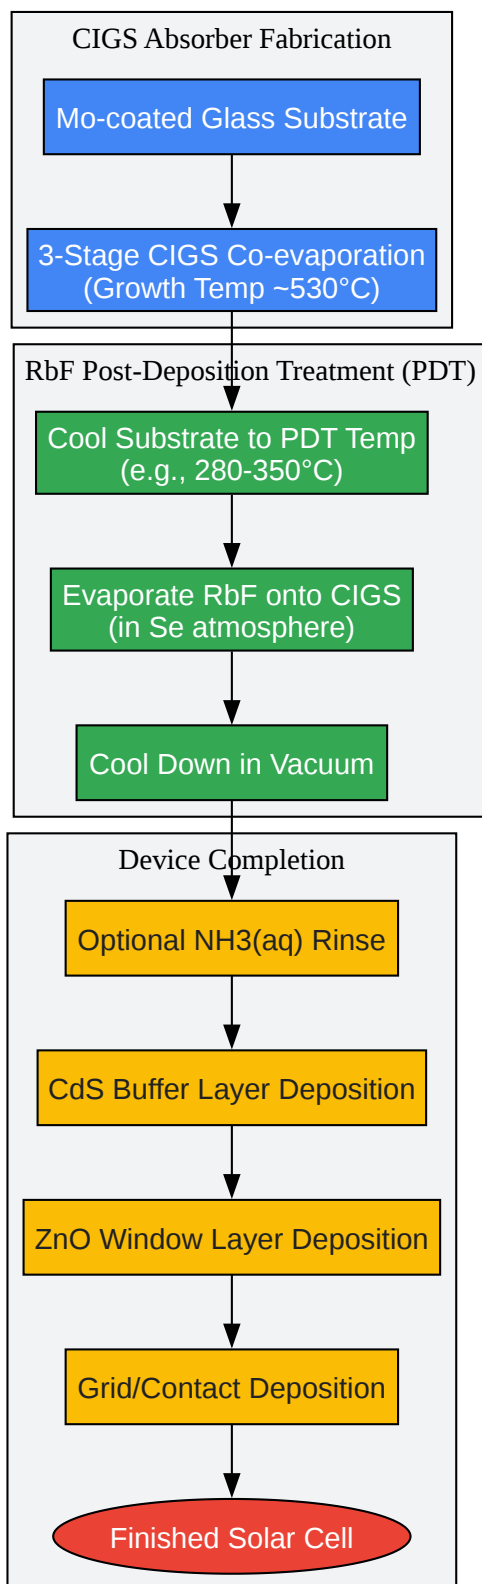 CIGS Absorber Fabrication
Mo-coated Glass Substrate
3-Stage CIGS Co-evaporation
(Growth Temp ~530°C)
RbF Post-Deposition Treatment (PDT)
Cool Substrate to PDT Temp
(e.g., 280-350°C)
Evaporate RbF onto CIGS
(in Se atmosphere)
Cool Down in Vacuum
Device Completion
Optional NH3(aq) Rinse
CdS Buffer Layer Deposition
ZnO Window Layer Deposition
Grid/Contact Deposition
Finished Solar Cell